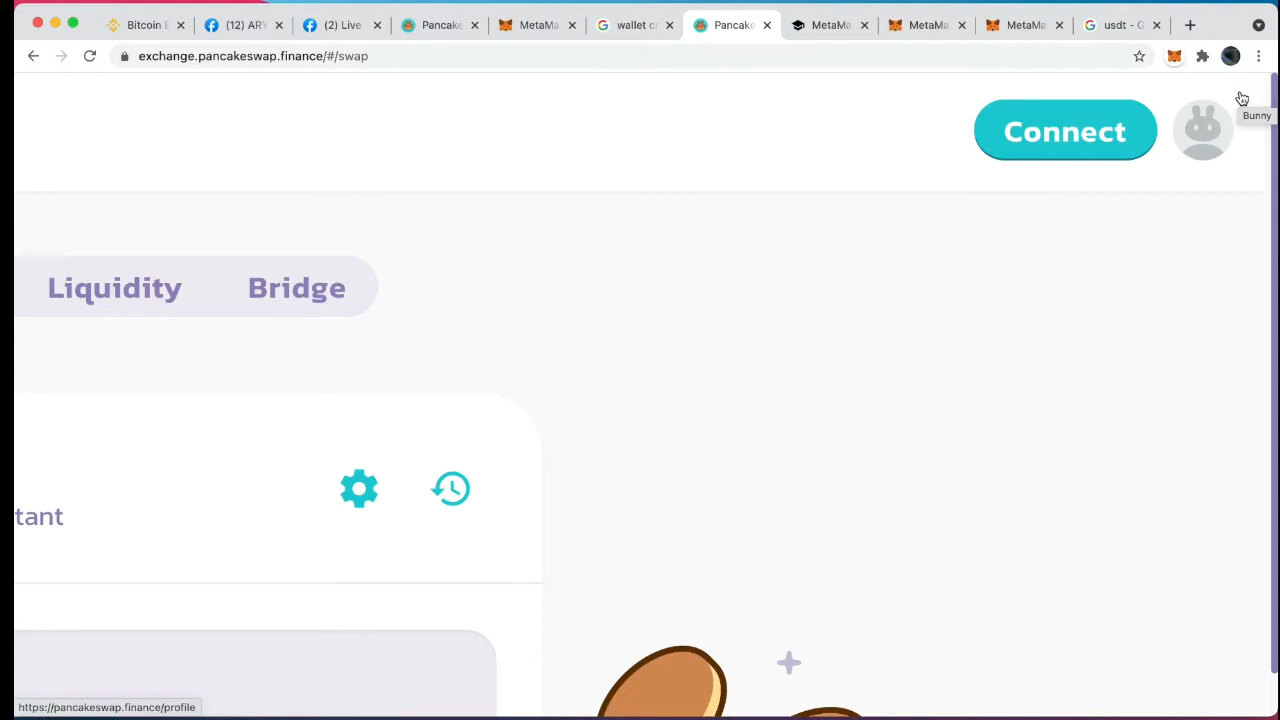 Bitcoin E
(12) AR
(2) Live
Pancake
MetaMa
wallet c
Pancake
MetaMa
MetaMa
MetaMa
usdt - G
exchange.pancakeswap.finance/#/swap
Connect
Bunny
Liquidity
Bridge
tant
https://pancakeswap.finance/profile